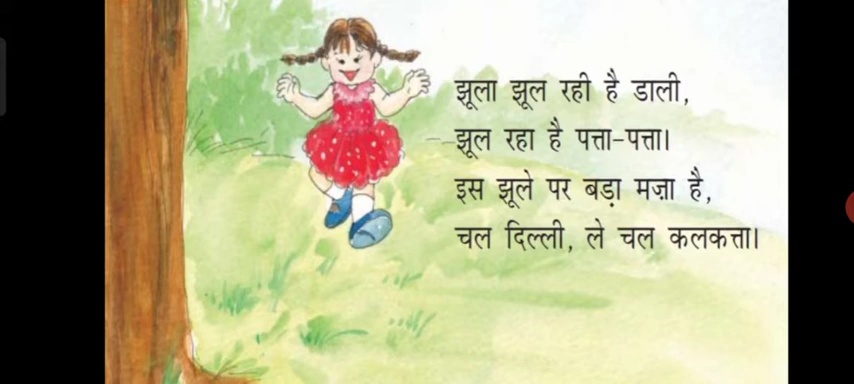 झूला झूल रही है डाली,
झूल रहा है पत्ता-पत्ता।
इस झूले पर बड़ा मज़ा है,
चल दिल्ली, ले चल कलकत्ता।